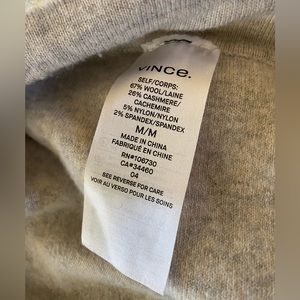 VINCE.
SELF/CORPS:
67% WOOL/LAINE
26% CASHMERE/
CACHEMIRE
5% NYLON/NYLON
2% SPANDEX/SPANDEX
M/M
MADE IN CHINA
FABRIQUÉ EN CHINE
RN#106730
CA#34460
04
SEE REVERSE FOR CARE
VOIR AU VERSO POUR LES SOINS